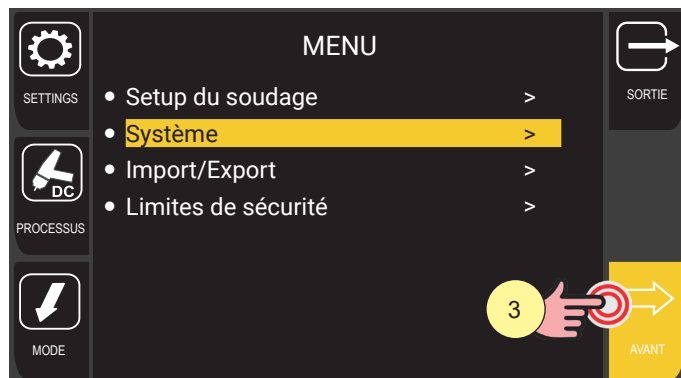 MENU
SETTINGS
SORTIE
Setup du soudage >
Système >
DC
Import/Export >
PROCESSUS
Limites de sécurité >
3
MODE
AVANT